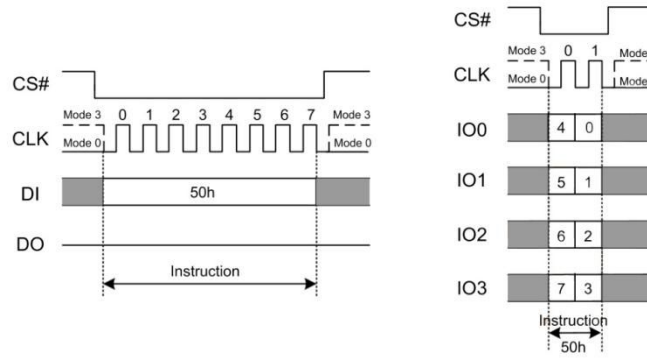 CS#
Mode 3 0 1 2 3 4 5 6 7 Mode 3
CLK
Mode 0 Mode 0
DI 50h
DO
Instruction
CS#
Mode 3 0 1 Mode
CLK
Mode 0 Mode
IO0 4 0
IO1 5 1
IO2 6 2
IO3 7 3
Instruction
50h